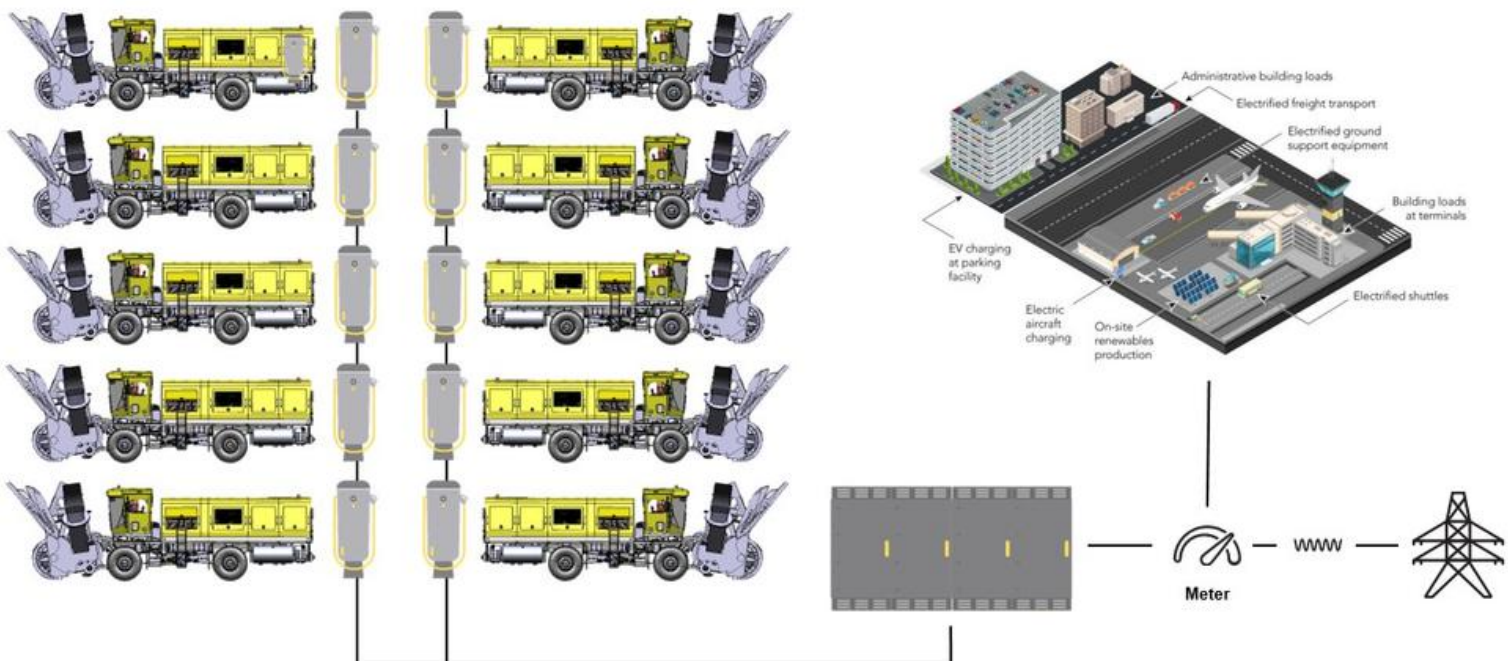 Administrative building loads
Electrified freight transport
Electrified ground
support equipment
Building loads
at terminals
EV charging
at parking
facility
Electric
aircraft
charging
On-site
renewables
production
Electrified shuttles
Meter